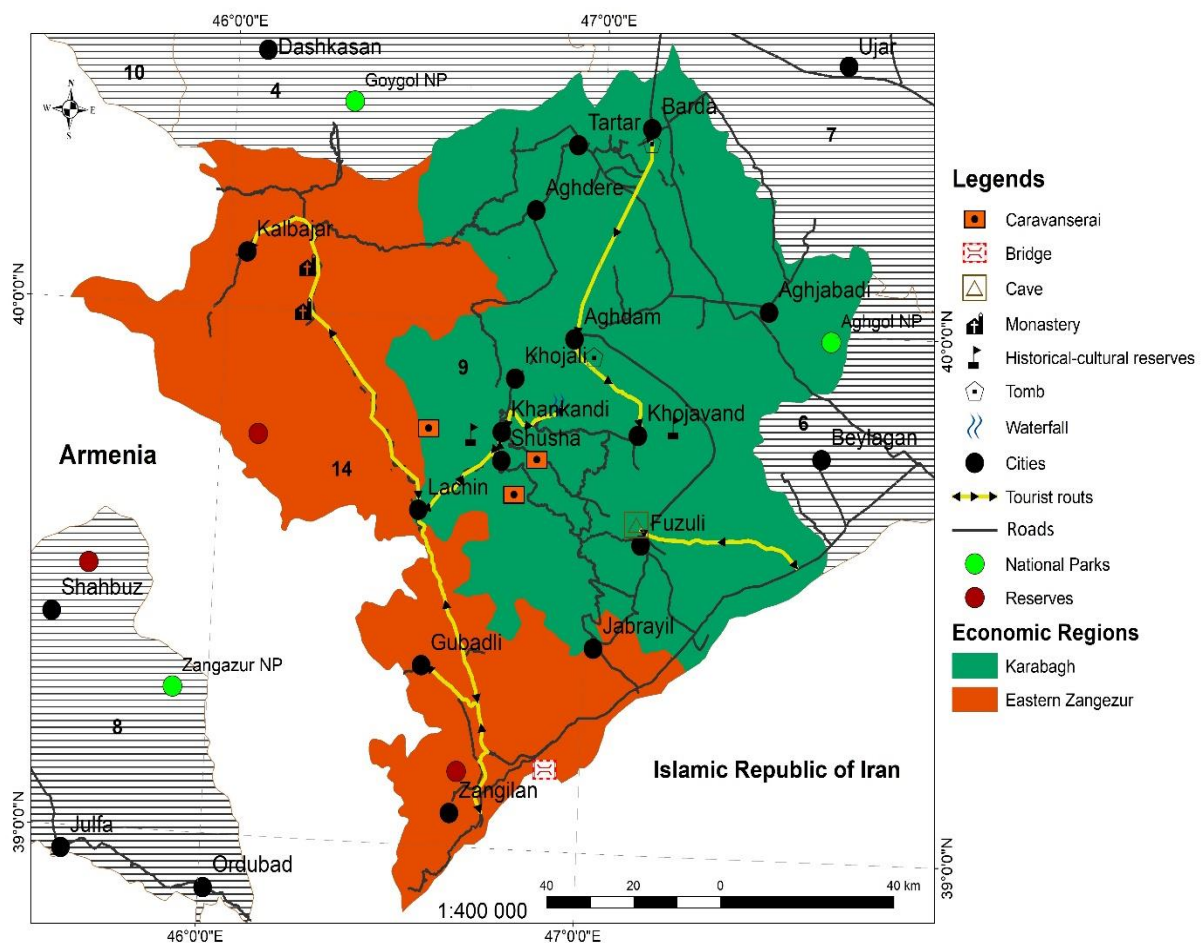 46°0'0"E
47°0'0"E
Dashkasan
Ujar
10
4
Goygol NP
N
W
E
S
Barda
Tartar
7
Aghdere
Kalbajar
40°0'0"N
Aghjabadi
Aghdam
Aghgol NP
40°0'0"N
Khojali
9
Khankandi
Khojavand
Shusha
6
Beylagan
Armenia
14
Lachin
Fuzuli
Shahbuz
Jabrayil
Gubadli
Zangazur NP
8
Islamic Republic of Iran
Zangilan
39°0'0"N
Julfa
Ordubad
39°0'0"N
40
20
0
40 km
1:400 000
46°0'0"E
47°0'0"E
Legends
Caravanserai
Bridge
Cave
Monastery
Historical-cultural reserves
Tomb
Waterfall
Cities
Tourist routs
Roads
National Parks
Reserves
Economic Regions
Karabagh
Eastern Zangezur